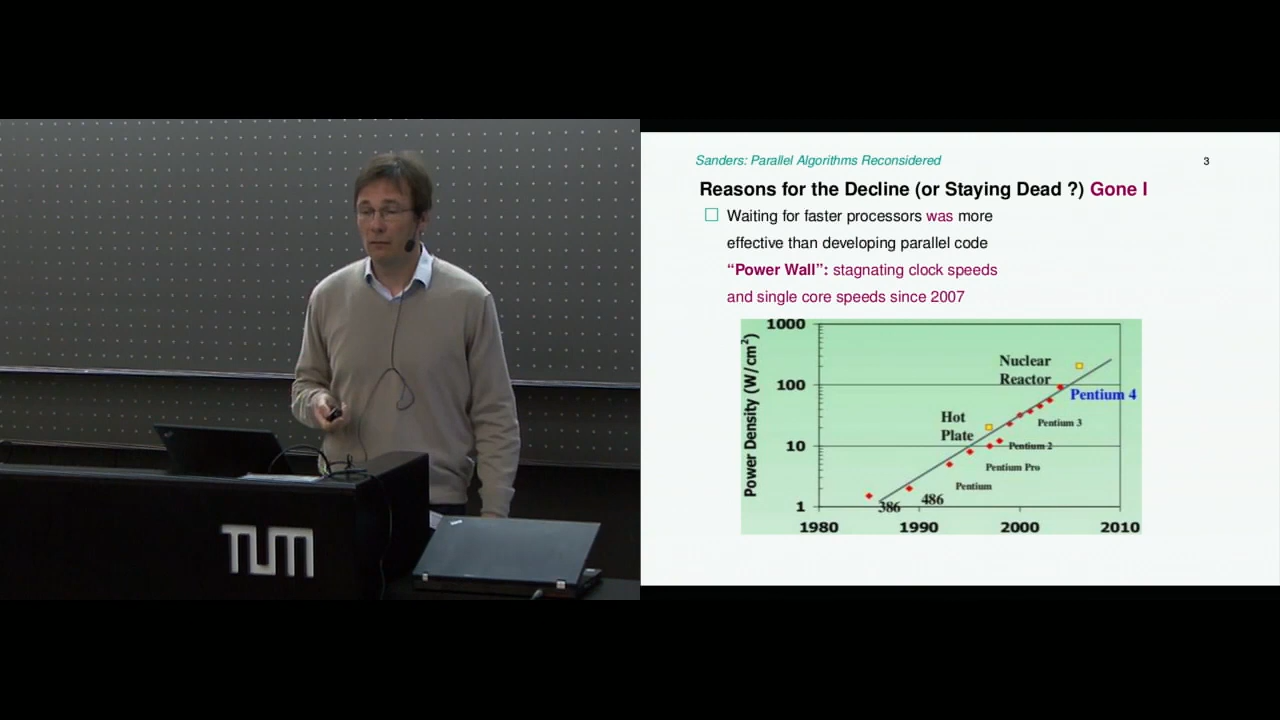 TUM
Sanders: Parallel Algorithms Reconsidered
3
Reasons for the Decline (or Staying Dead ?) Gone I
Waiting for faster processors was more
effective than developing parallel code
“Power Wall”: stagnating clock speeds
and single core speeds since 2007
Power Density (W/cm²)
1000
100
10
1
1980
1990
2000
2010
Nuclear
Reactor
Pentium 4
Hot
Plate
Pentium 3
Pentium 2
Pentium Pro
Pentium
486
386